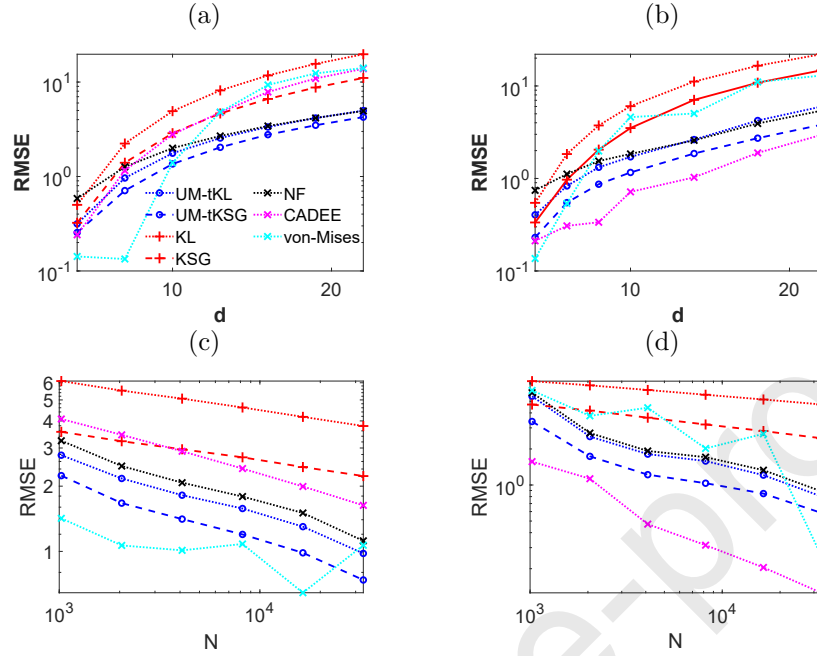 (a)
(b)
RMSE
10^1
10^0
10^-1
10
20
d
UM-tKL
UM-tKSG
KL
KSG
NF
CADEE
von-Mises
RMSE
10^1
10^0
10^-1
10
20
d
(c)
(d)
RMSE
6
5
4
3
2
1
10^3
10^4
N
RMSE
10^0
10^3
10^4
N
e-pro